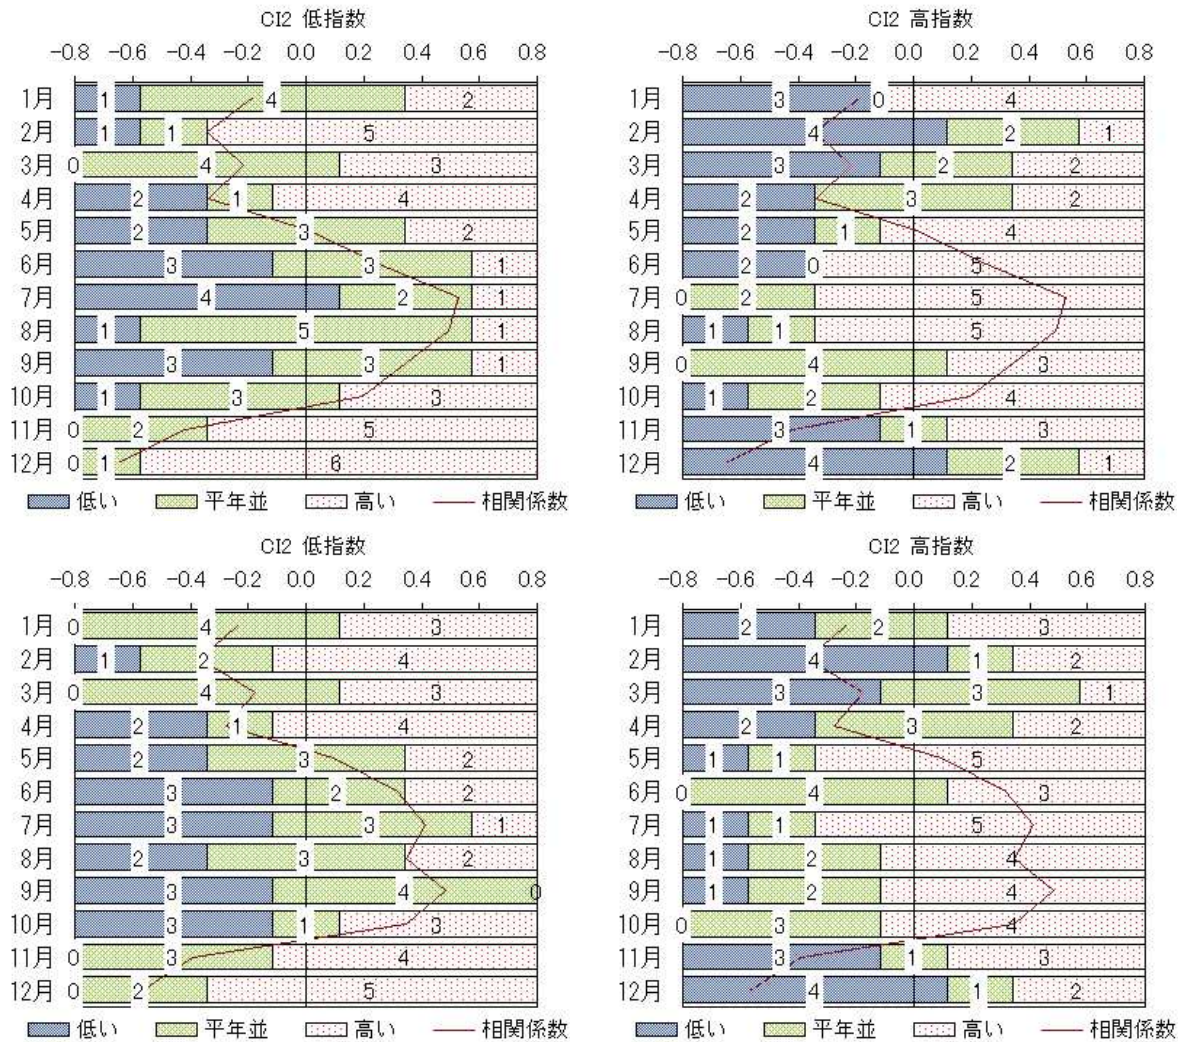 CI2 低指数
-0.8 -0.6 -0.4 -0.2 0.0 0.2 0.4 0.6 0.8
1月 1 4 2
2月 1 1 5
3月 0 4 3
4月 2 1 4
5月 2 3 2
6月 3 3 1
7月 4 2 1
8月 1 5 1
9月 3 3 1
10月 1 3 3
11月 0 2 5
12月 0 1 6
低い 平年並 高い 相関係数
CI2 高指数
-0.8 -0.6 -0.4 -0.2 0.0 0.2 0.4 0.6 0.8
1月 3 0 4
2月 4 2 1
3月 3 2 2
4月 2 3 2
5月 2 1 4
6月 2 0 5
7月 0 2 5
8月 1 1 5
9月 0 4 3
10月 1 2 4
11月 3 1 3
12月 4 2 1
低い 平年並 高い 相関係数
CI2 低指数
-0.8 -0.6 -0.4 -0.2 0.0 0.2 0.4 0.6 0.8
1月 0 4 3
2月 1 2 4
3月 0 4 3
4月 2 1 4
5月 2 3 2
6月 3 2 2
7月 3 3 1
8月 2 3 2
9月 3 4 0
10月 3 1 3
11月 0 3 4
12月 0 2 5
低い 平年並 高い 相関係数
CI2 高指数
-0.8 -0.6 -0.4 -0.2 0.0 0.2 0.4 0.6 0.8
1月 2 2 3
2月 4 1 2
3月 3 3 1
4月 2 3 2
5月 1 1 5
6月 0 4 3
7月 1 1 5
8月 1 2 4
9月 1 2 4
10月 0 3 4
11月 3 1 3
12月 4 1 2
低い 平年並 高い 相関係数